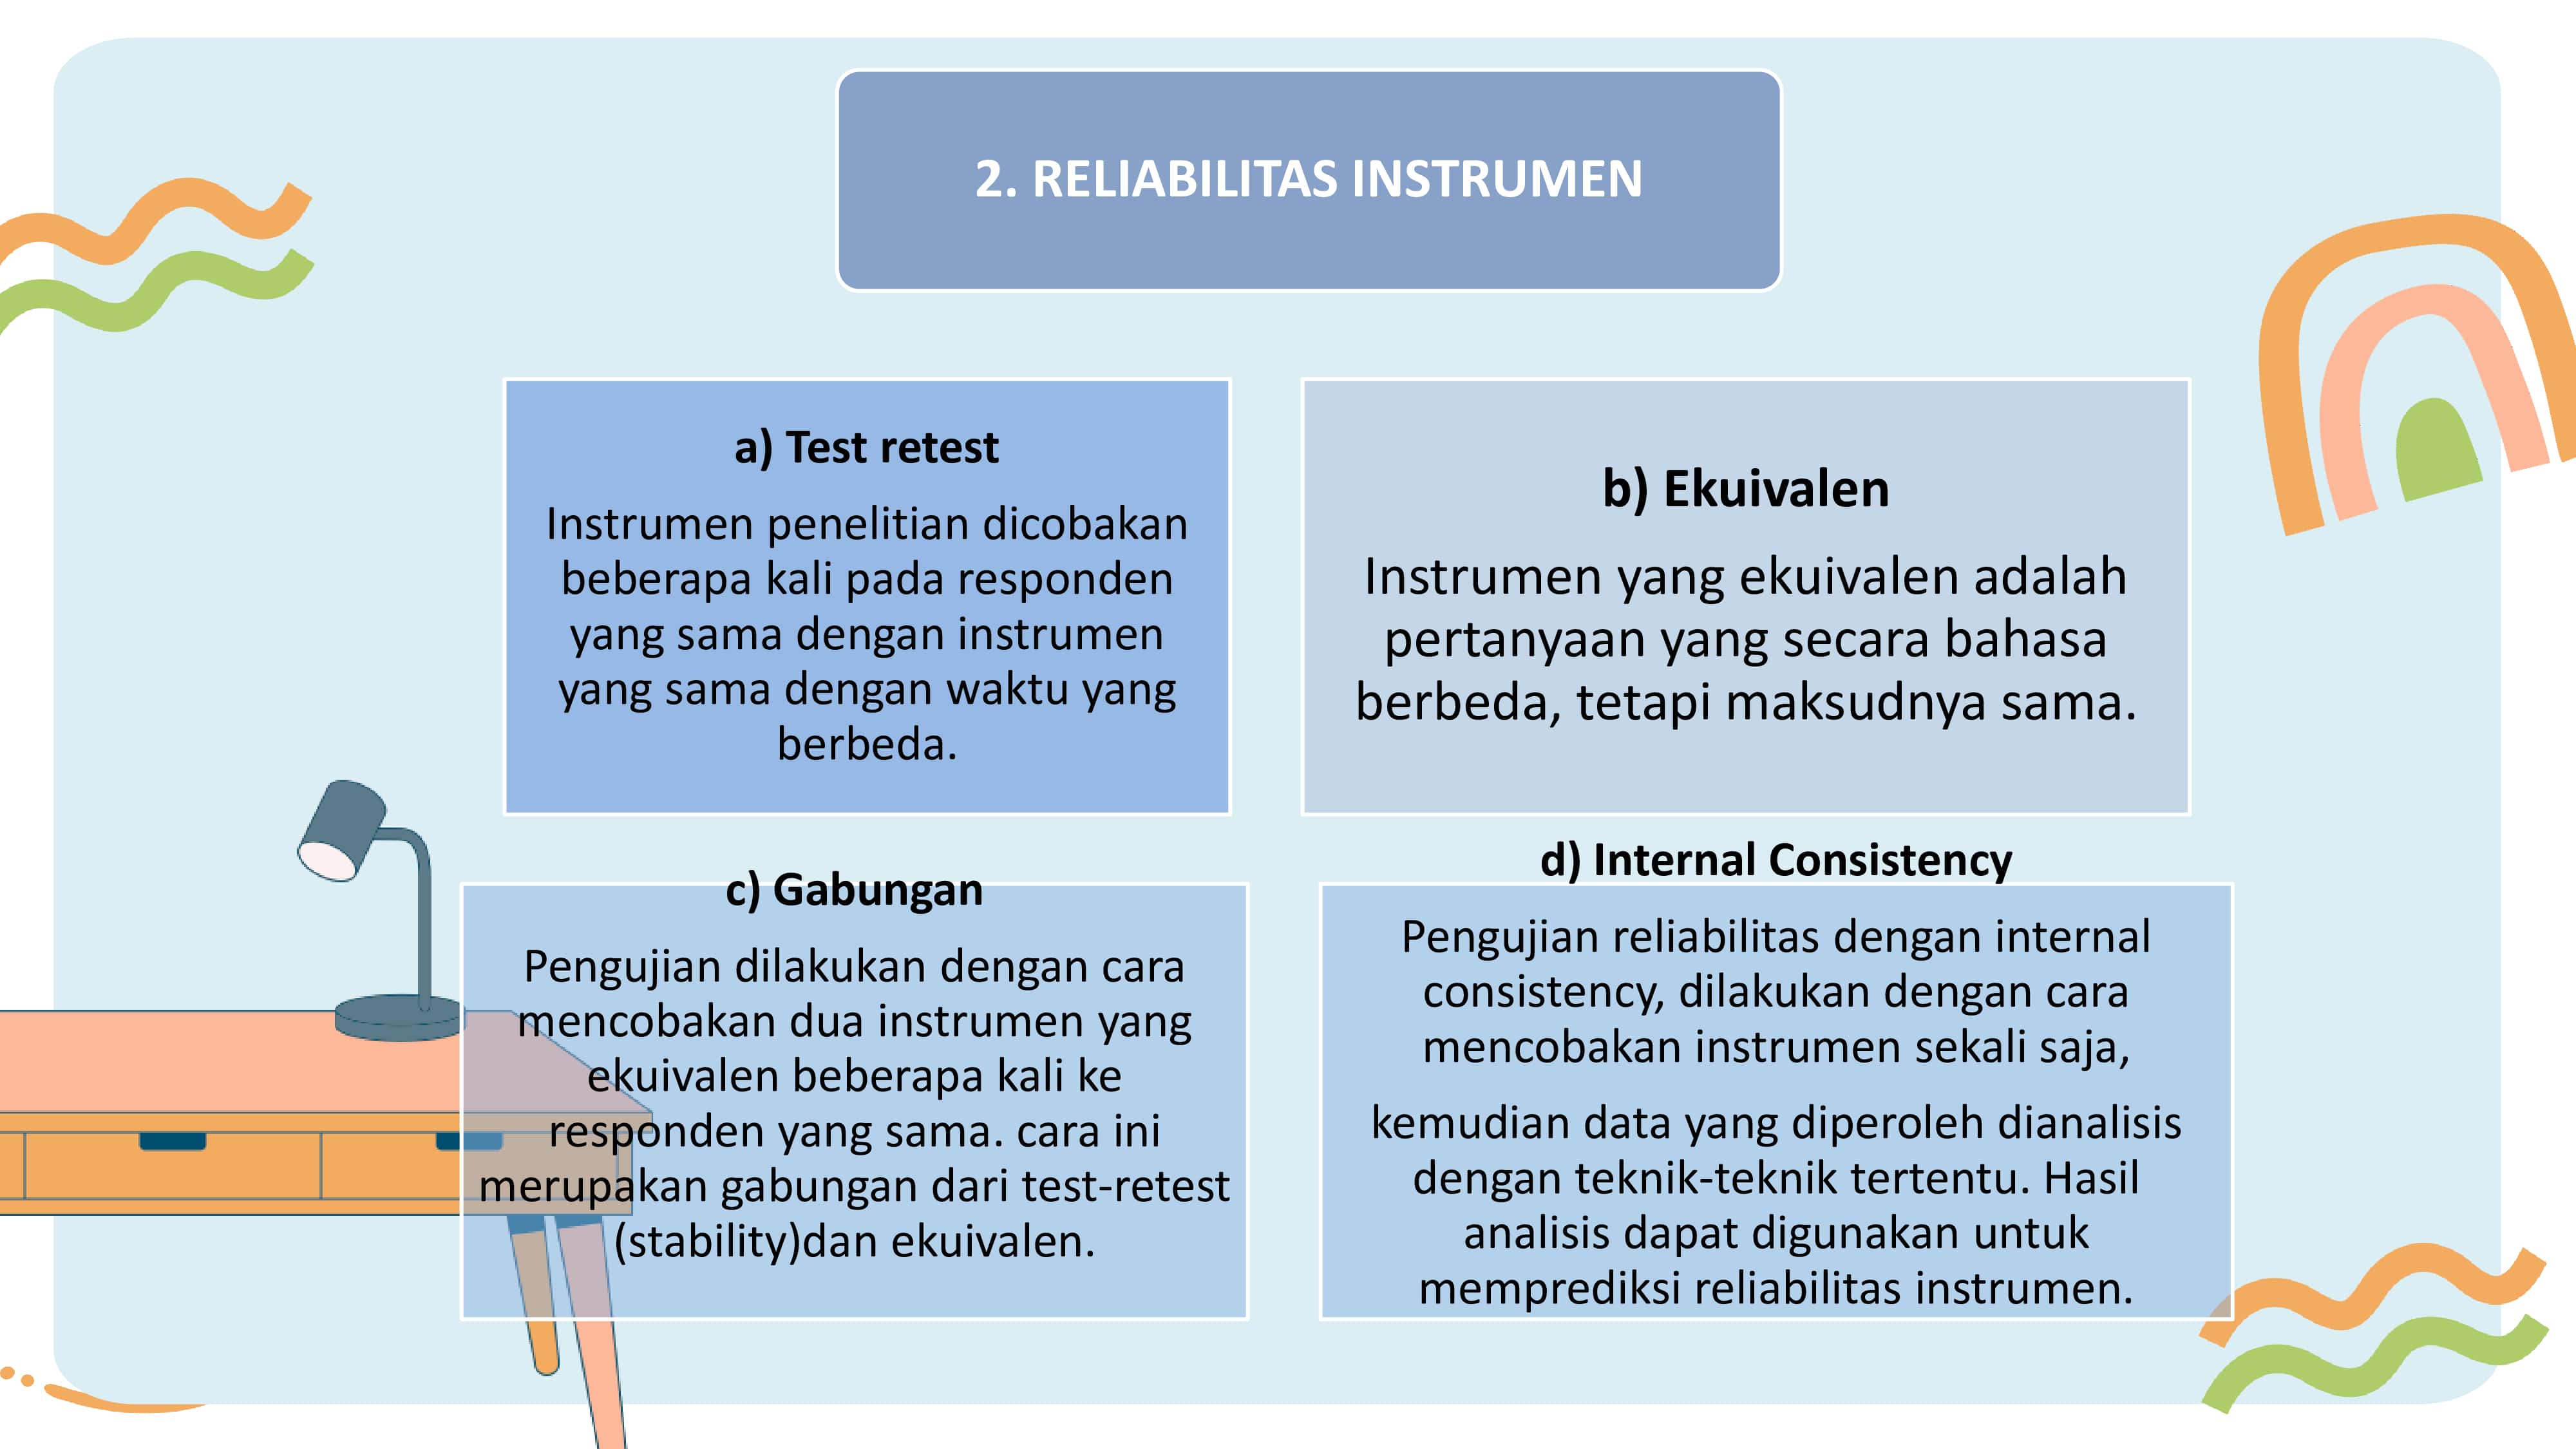 2. RELIABILITAS INSTRUMEN
a) Test retest
Instrumen penelitian dicobakan
beberapa kali pada responden
yang sama dengan instrumen
yang sama dengan waktu yang
berbeda.
b) Ekuivalen
Instrumen yang ekuivalen adalah
pertanyaan yang secara bahasa
berbeda, tetapi maksudnya sama.
c) Gabungan
Pengujian dilakukan dengan cara
mencobakan dua instrumen yang
ekuivalen beberapa kali ke
responden yang sama. cara ini
merupakan gabungan dari test-retest
(stability)dan ekuivalen.
d) Internal Consistency
Pengujian reliabilitas dengan internal
consistency, dilakukan dengan cara
mencobakan instrumen sekali saja,
kemudian data yang diperoleh dianalisis
dengan teknik-teknik tertentu. Hasil
analisis dapat digunakan untuk
memprediksi reliabilitas instrumen.